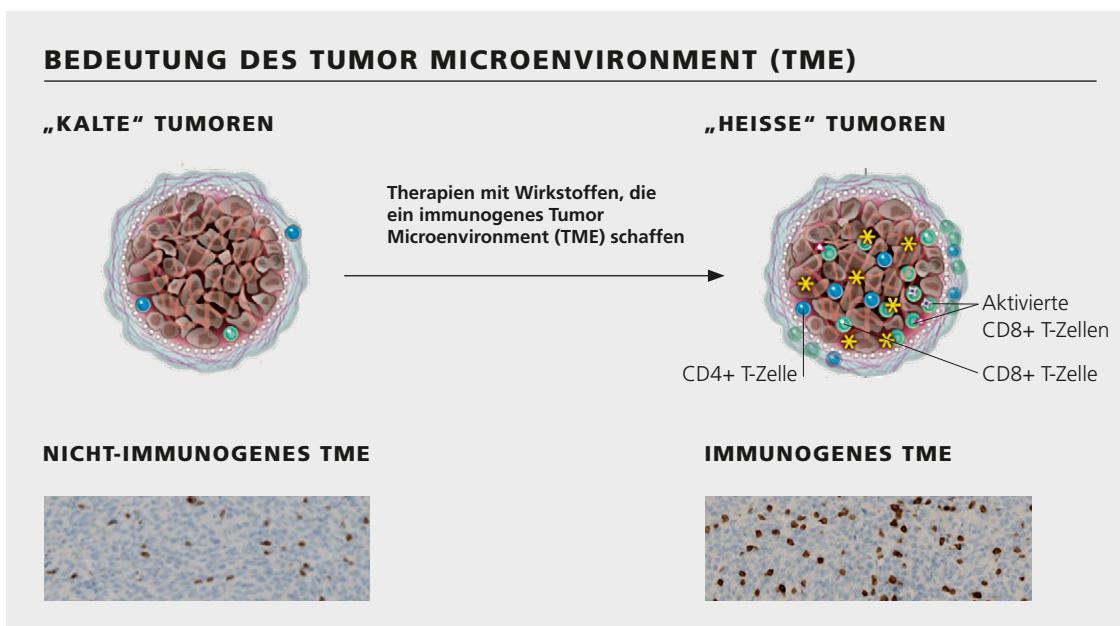 BEDEUTUNG DES TUMOR MICROENVIRONMENT (TME)
„KALTE“ TUMOREN
„HEISSE“ TUMOREN
Therapien mit Wirkstoffen, die
ein immunogenes Tumor
Microenvironment (TME) schaffen
Aktivierte
CD8+ T-Zellen
CD4+ T-Zelle
CD8+ T-Zelle
NICHT-IMMUNOGENES TME
IMMUNOGENES TME